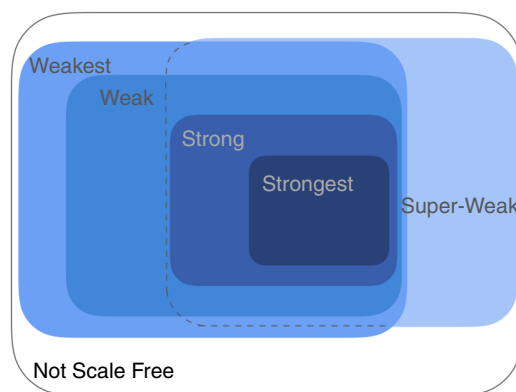 Weakest
Weak
Strong
Strongest
Super-Weak
Not Scale Free